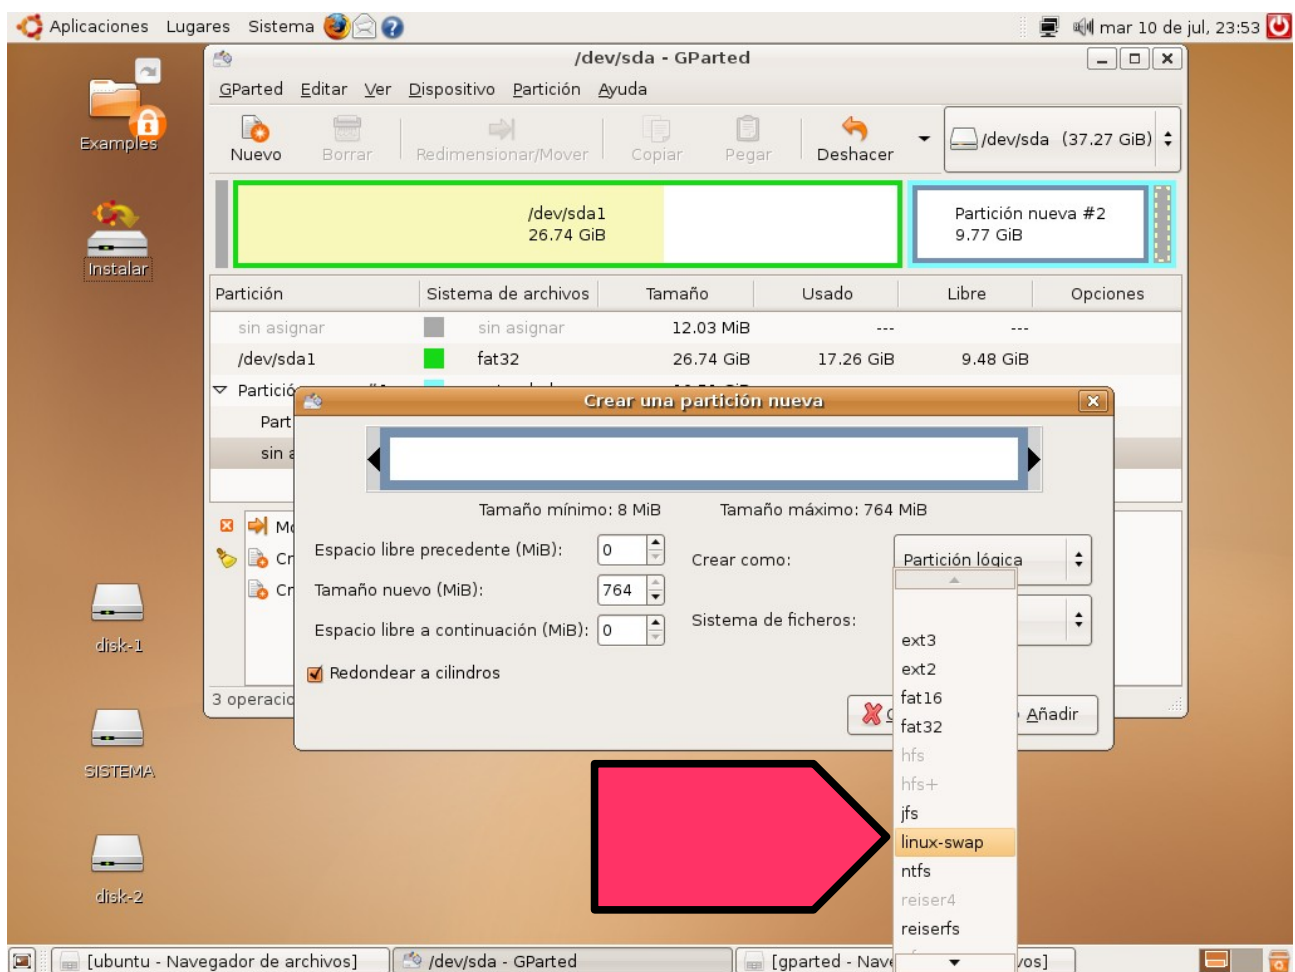 Aplicaciones Lugares Sistema mar 10 de jul, 23:53
/dev/sda - GParted
GParted Editar Ver Dispositivo Partición Ayuda
Nuevo Borrar Redimensionar/Mover Copiar Pegar Deshacer /dev/sda (37.27 GiB)
Examples
/dev/sda1
26.74 GiB
Partición nueva #2
9.77 GiB
Instalar
Partición Sistema de archivos Tamaño Usado Libre Opciones
sin asignar sin asignar 12.03 MiB --- ---
/dev/sda1 fat32 26.74 GiB 17.26 GiB 9.48 GiB
Partició
Crear una partición nueva
Part
sin a
Tamaño mínimo: 8 MiB Tamaño máximo: 764 MiB
Mo
Cr
Cr
Espacio libre precedente (MiB): 0
Crear como: Partición lógica
Tamaño nuevo (MiB): 764
Espacio libre a continuación (MiB): 0
Sistema de ficheros:
Redondear a cilindros
3 operacio
Añadir
ext3
ext2
fat16
fat32
hfs
hfs+
jfs
linux-swap
ntfs
reiser4
reiserfs
disk-1
SISTEMA
disk-2
[ubuntu - Navegador de archivos] /dev/sda - GParted [gparted - Nave vos]